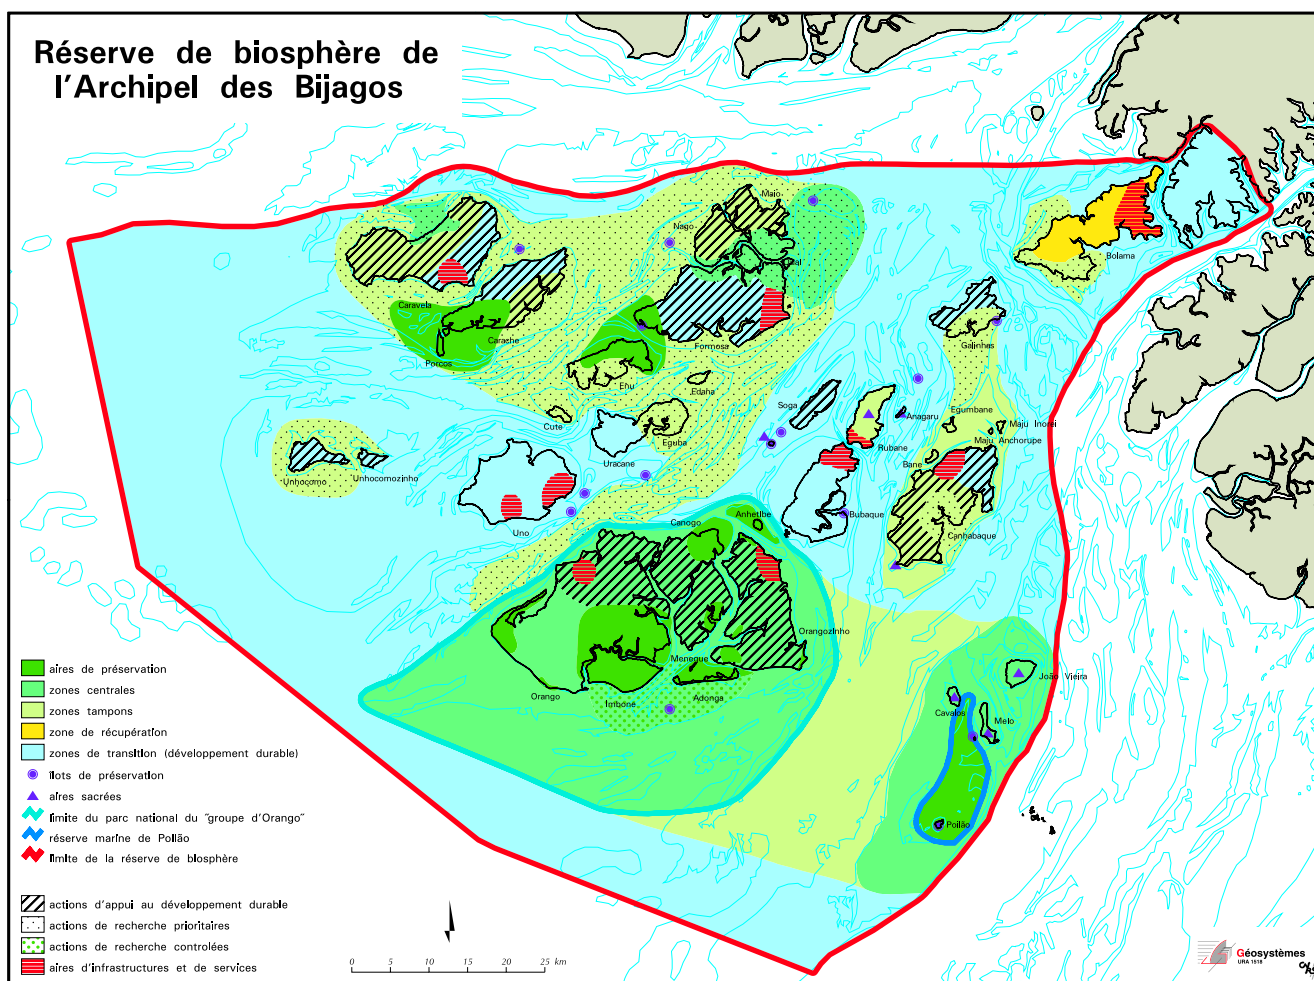 Réserve de biosphère de
l'Archipel des Bijagos
Maio
Nago
Bolama
Caravela
Carache
Porcos
Formosa
Galinhas
Enu
Edana
Soga
Anagaru
Egumbane
Maju Inorei
Maju Anchorupe
Cute
Eguba
Rubane
Bane
Uracane
Unhocomo
Unhocomozinho
Uno
Canogo
Anhetibe
Bubaque
Canhabaque
Orangozinho
Meneque
Orango
Imbone
Adonga
João Vieira
Cavalos
Melo
Poilão
aires de préservation
zones centrales
zones tampons
zone de récupération
zones de transition (développement durable)
îlots de préservation
aires sacrées
limite du parc national du "groupe d'Orango"
réserve marine de Poilão
limite de la réserve de biosphère
actions d'appui au développement durable
actions de recherche prioritaires
actions de recherche controlées
aires d'infrastructures et de services
0 5 10 15 20 25 km
Géosystèmes
URA 1518